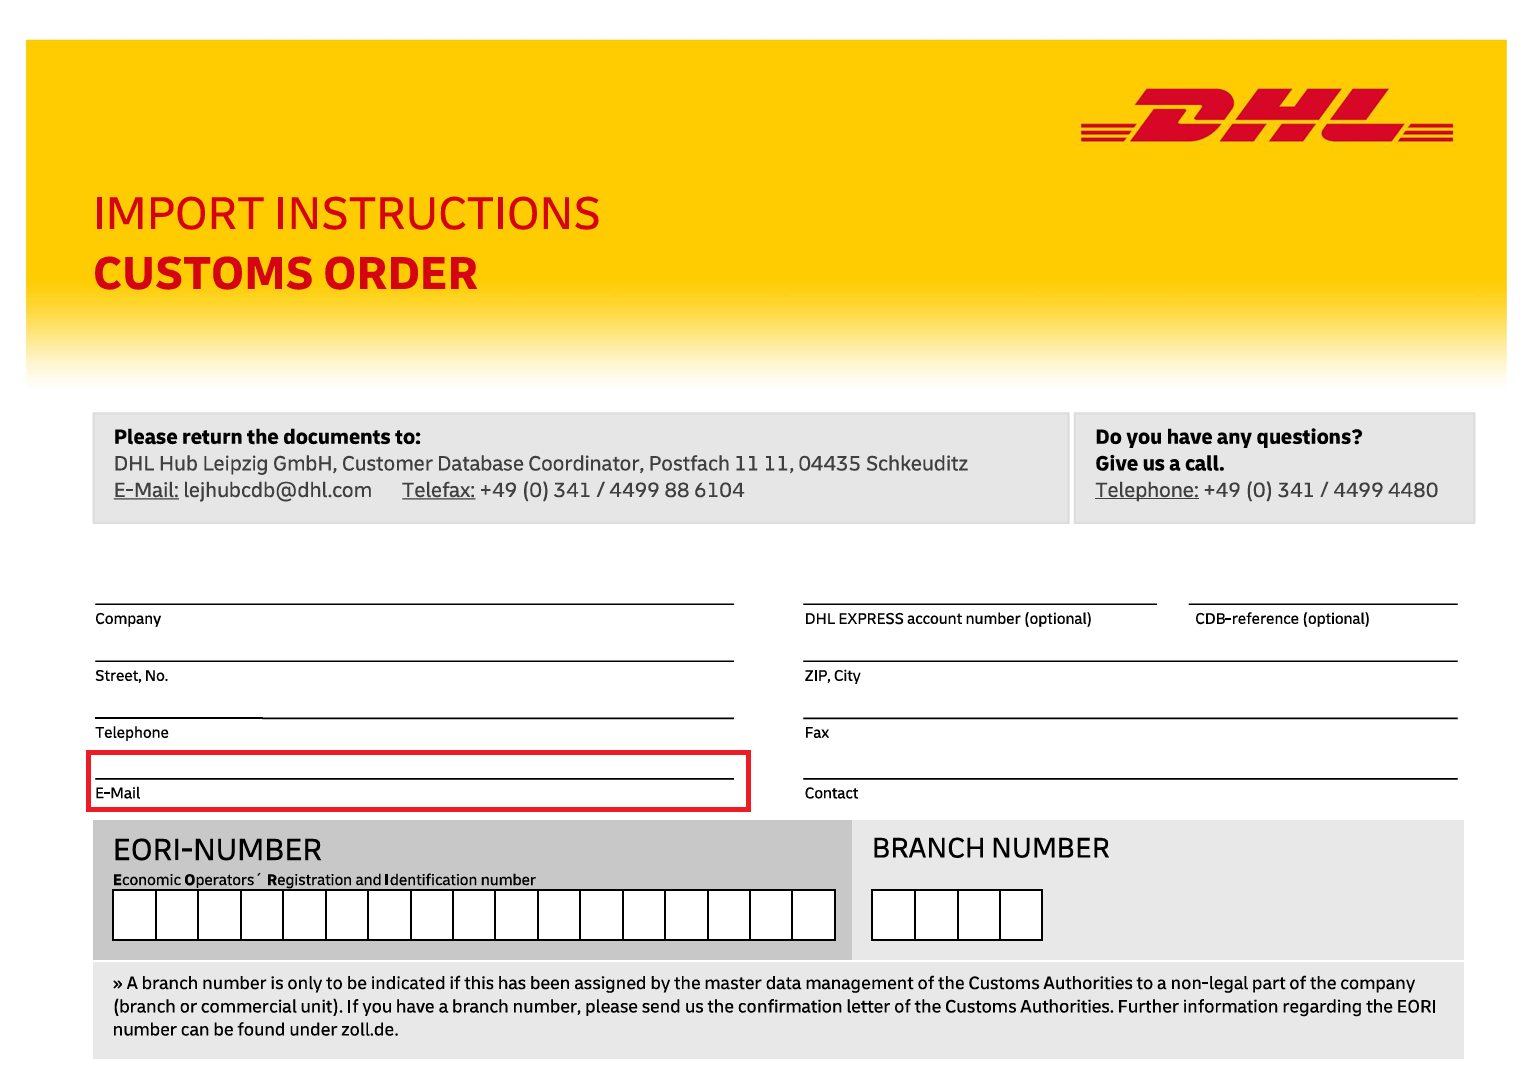 DHL
IMPORT INSTRUCTIONS
CUSTOMS ORDER
Please return the documents to:
DHL Hub Leipzig GmbH, Customer Database Coordinator, Postfach 11 11, 04435 Schkeuditz
E-Mail: lejhubcdb@dhl.com Telefax: +49 (0) 341 / 4499 88 6104
Do you have any questions?
Give us a call.
Telephone: +49 (0) 341 / 4499 4480
Company
DHL EXPRESS account number (optional)
CDB-reference (optional)
Street, No.
ZIP, City
Telephone
Fax
E-Mail
Contact
EORI-NUMBER
Economic Operators´ Registration and Identification number
BRANCH NUMBER
» A branch number is only to be indicated if this has been assigned by the master data management of the Customs Authorities to a non-legal part of the company
(branch or commercial unit). If you have a branch number, please send us the confirmation letter of the Customs Authorities. Further information regarding the EORI
number can be found under zoll.de.